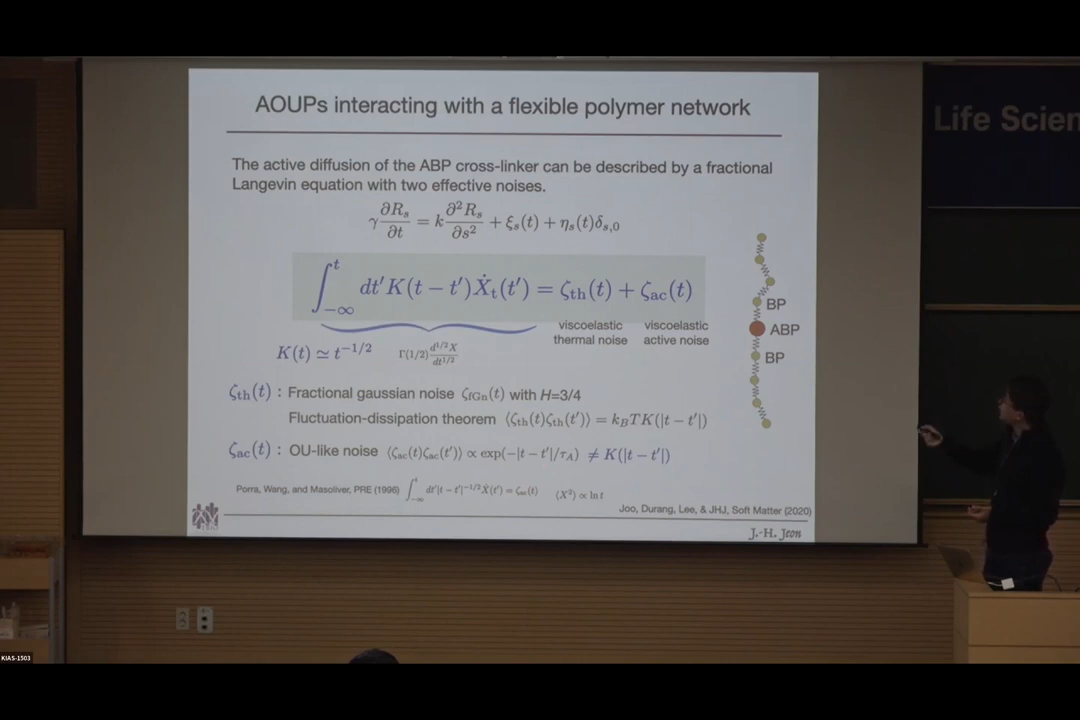 AOUPs interacting with a flexible polymer network
The active diffusion of the ABP cross-linker can be described by a fractional
Langevin equation with two effective noises.
γ ∂R_s/∂t = k ∂²R_s/∂s² + ξ_s(t) + η_s(t)δ_{s,0}
∫_{-∞}^{t} dt′K(t − t′)Ẋ_t(t′) = ζ_th(t) + ζ_ac(t)
viscoelastic thermal noise
viscoelastic active noise
K(t) ≃ t^{-1/2}
Γ(1/2) d^{1/2}X/dt^{1/2}
BP
ABP
BP
ζ_th(t) : Fractional gaussian noise ζ_fGn(t) with H=3/4
Fluctuation-dissipation theorem ⟨ζ_th(t)ζ_th(t′)⟩ = k_BTK(|t − t′|)
ζ_ac(t) : OU-like noise ⟨ζ_ac(t)ζ_ac(t′)⟩ ∝ exp(−|t − t′|/τ_A) ≠ K(|t − t′|)
Porra, Wang, and Masoliver, PRE (1996) ∫_{-∞}^{t} dt′|t − t′|^{-1/2}Ẋ(t′) = ζ_ac(t) ⟨X²⟩ ∝ ln t
Joo, Durang, Lee, & JHJ, Soft Matter (2020)
J.-H. Jeon
Life Scien
KIAS-1503